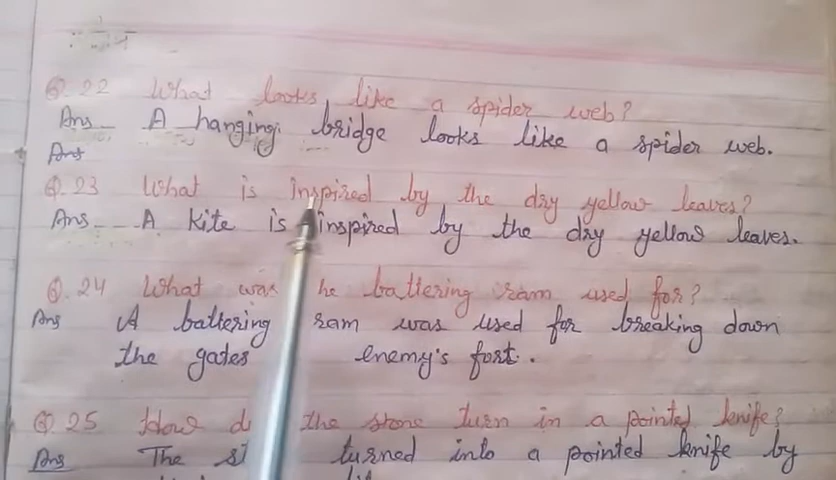 Q.22 What looks like a spider web?
Ans_ A hanging bridge looks like a spider web.
Ans
Q.23 What is inspired by the dry yellow leaves?
Ans_ A kite is inspired by the dry yellow leaves.
Q.24 What was he battering ram used for?
Ans A battering ram was used for breaking down
the gates enemy's fort.
Q.25 How the stone turn in a pointed knife?
Ans The turned into a pointed knife by